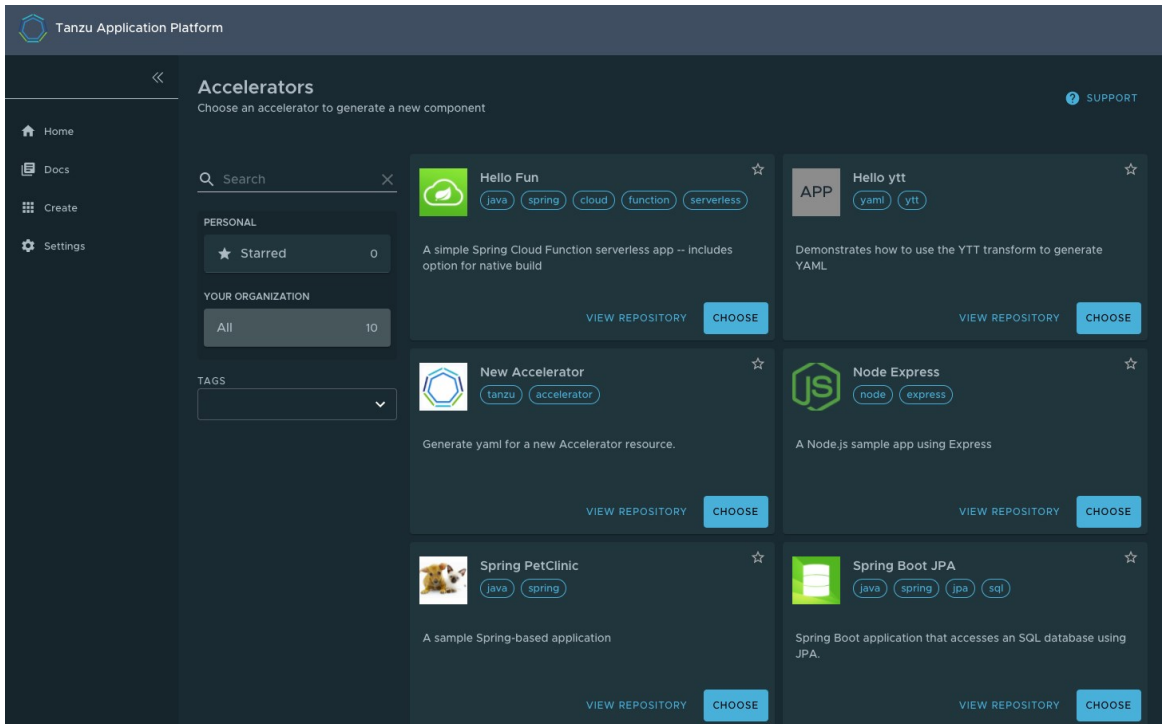 Tanzu Application Platform
Accelerators
Choose an accelerator to generate a new component
SUPPORT
Home
Docs
Create
Settings
Search
PERSONAL
Starred 0
YOUR ORGANIZATION
All 10
TAGS
Hello Fun
java spring cloud function serverless
A simple Spring Cloud Function serverless app -- includes
option for native build
VIEW REPOSITORY CHOOSE
APP
Hello ytt
yaml ytt
Demonstrates how to use the YTT transform to generate
YAML
VIEW REPOSITORY CHOOSE
New Accelerator
tanzu accelerator
Generate yaml for a new Accelerator resource.
VIEW REPOSITORY CHOOSE
JS
Node Express
node express
A Node.js sample app using Express
VIEW REPOSITORY CHOOSE
Spring PetClinic
java spring
A sample Spring-based application
VIEW REPOSITORY CHOOSE
Spring Boot JPA
java spring jpa sql
Spring Boot application that accesses an SQL database using
JPA.
VIEW REPOSITORY CHOOSE